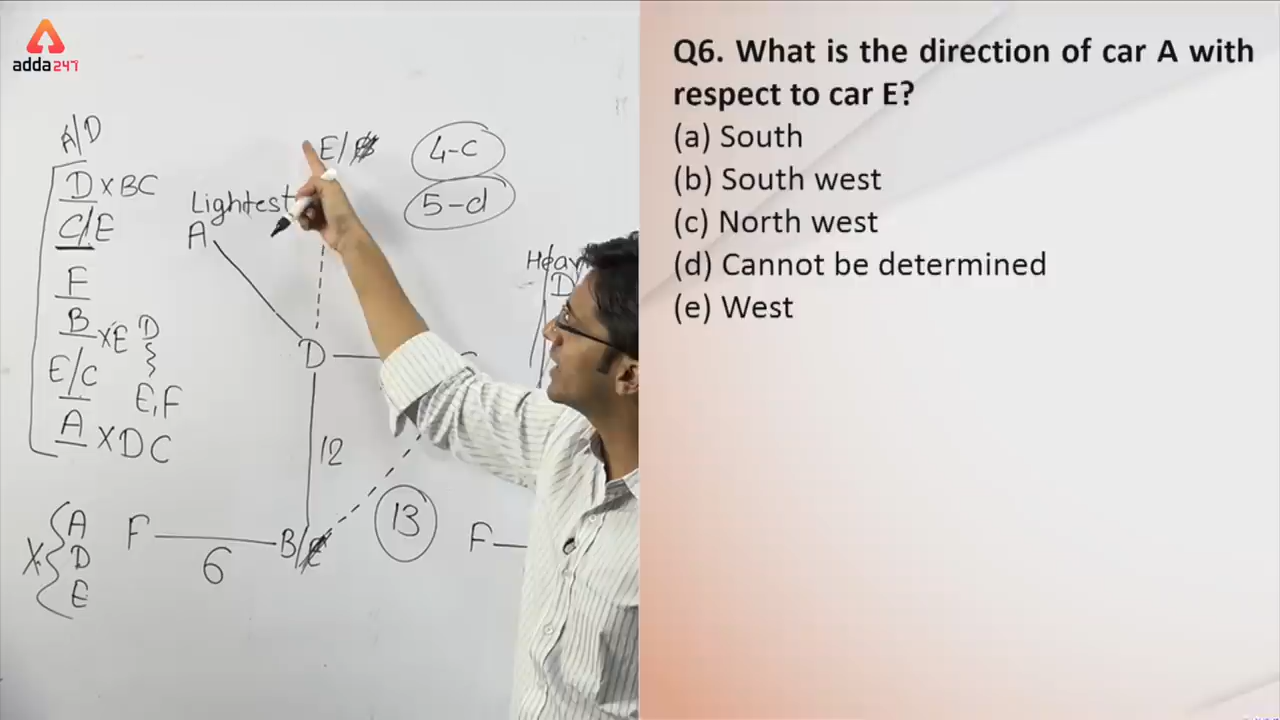 adda247
Q6. What is the direction of car A with
respect to car E?
(a) South
(b) South west
(c) North west
(d) Cannot be determined
(e) West
A/D
D X BC
C/E
F
B XE D
E/C E,F
A X DC
E/
4-C
5-d
Lightest
A
D
12
F 6 B/
13
X A
D
E
D
F